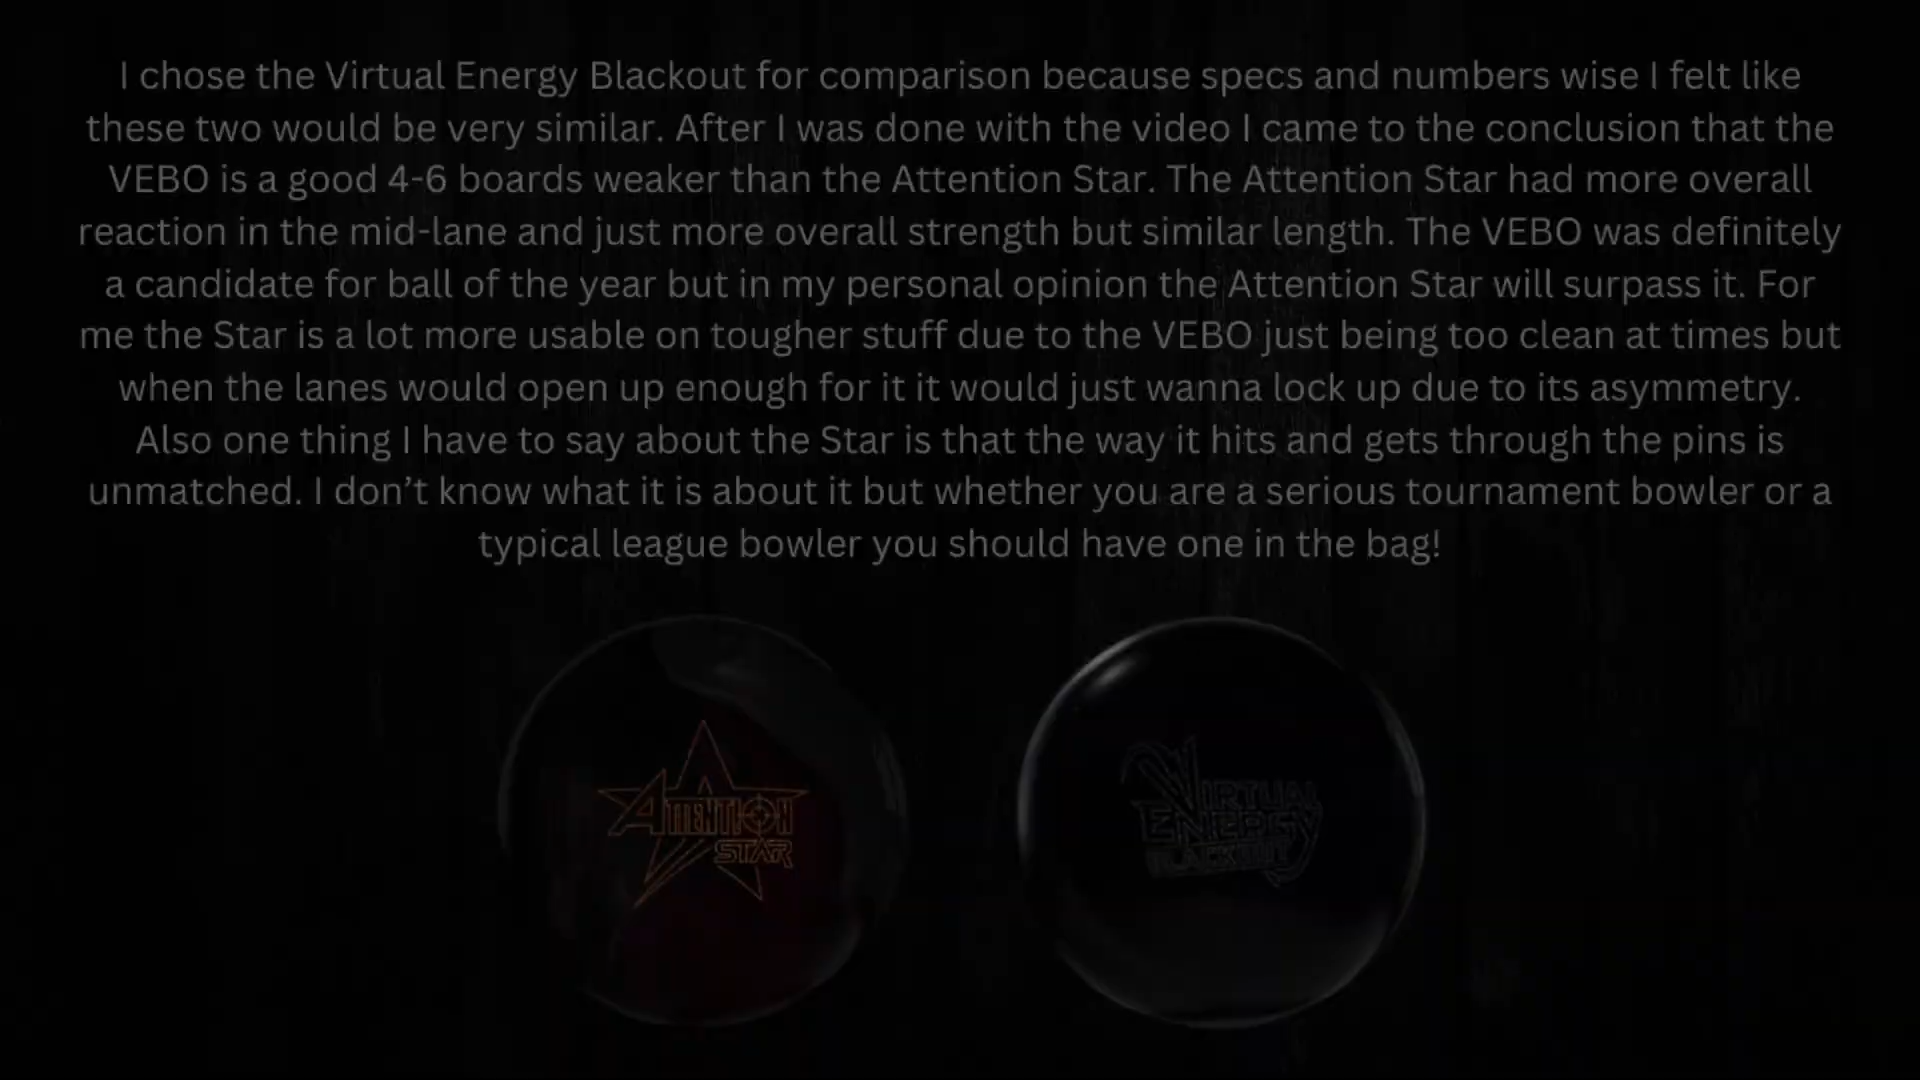 I chose the Virtual Energy Blackout for comparison because specs and numbers wise I felt like
these two would be very similar. After I was done with the video I came to the conclusion that the
VEBO is a good 4-6 boards weaker than the Attention Star. The Attention Star had more overall
reaction in the mid-lane and just more overall strength but similar length. The VEBO was definitely
a candidate for ball of the year but in my personal opinion the Attention Star will surpass it. For
me the Star is a lot more usable on tougher stuff due to the VEBO just being too clean at times but
when the lanes would open up enough for it it would just wanna lock up due to its asymmetry.
Also one thing I have to say about the Star is that the way it hits and gets through the pins is
unmatched. I don’t know what it is about it but whether you are a serious tournament bowler or a
typical league bowler you should have one in the bag!
ATTENTION
STAR
VIRTUAL
ENERGY
BLACKOUT